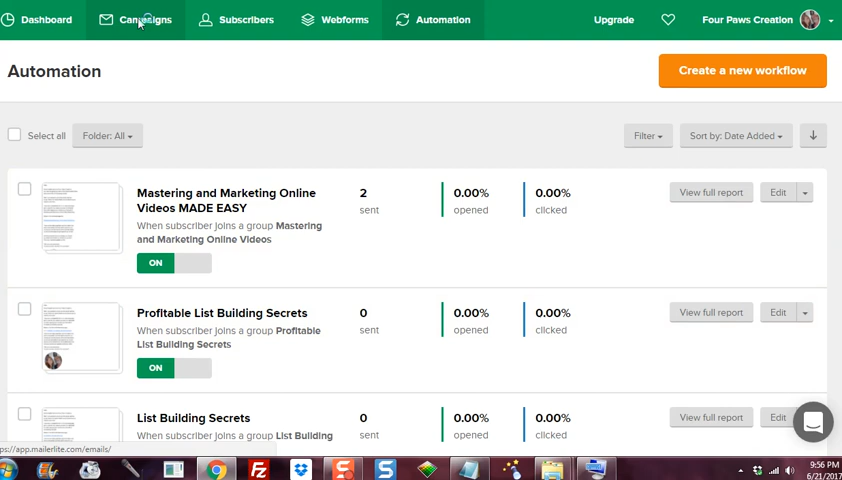 Dashboard Campaigns Subscribers Webforms Automation Upgrade Four Paws Creation
Automation
Create a new workflow
Select all Folder: All Filter Sort by: Date Added
Mastering and Marketing Online
Videos MADE EASY
When subscriber joins a group Mastering
and Marketing Online Videos
ON
2
sent
0.00%
opened
0.00%
clicked
View full report Edit
Profitable List Building Secrets
When subscriber joins a group Profitable
List Building Secrets
ON
0
sent
0.00%
opened
0.00%
clicked
View full report Edit
List Building Secrets
When subscriber joins a group List Building
0
sent
0.00%
opened
0.00%
clicked
View full report Edit
ps://app.mailerlite.com/emails/
9:56 PM
6/21/2017